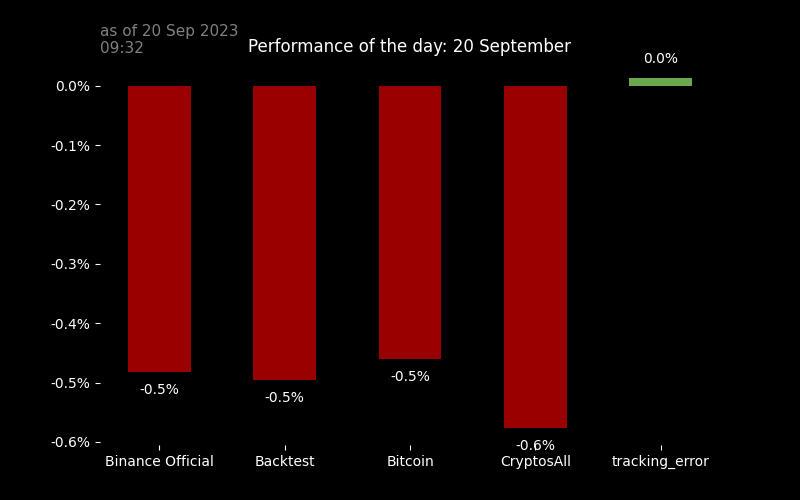 as of 20 Sep 2023
09:32
Performance of the day: 20 September
0.0%
0.0%
-0.1%
-0.2%
-0.3%
-0.4%
-0.5%
-0.6%
-0.5%
-0.5%
-0.5%
-0.6%
Binance Official
Backtest
Bitcoin
CryptosAll
tracking_error